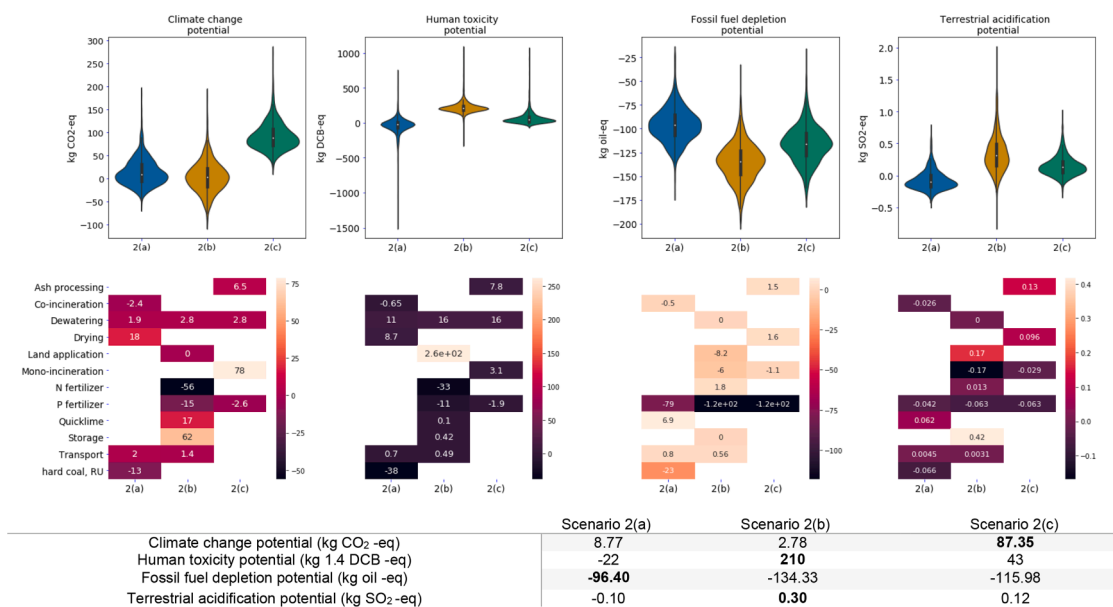 Climate change
potential
Human toxicity
potential
Fossil fuel depletion
potential
Terrestrial acidification
potential
kg CO2-eq
300
250
200
150
100
50
0
−50
−100
2(a) 2(b) 2(c)
kg DCB-eq
1000
500
0
−500
−1000
−1500
2(a) 2(b) 2(c)
kg oil-eq
−25
−50
−75
−100
−125
−150
−175
−200
2(a) 2(b) 2(c)
kg SO2-eq
2.0
1.5
1.0
0.5
0.0
−0.5
2(a) 2(b) 2(c)
Ash processing 6.5 7.8 1.5 0.13
Co-incineration -2.4 -0.65 -0.5 -0.026
Dewatering 1.9 2.8 2.8 11 16 16 0 0
Drying 18 8.7 1.6 0.096
Land application 0 2.6e+02 -8.2 0.17
Mono-incineration 78 3.1 -6 -1.1 -0.17 -0.029
N fertilizer -56 -33 1.8 0.013
P fertilizer -15 -2.6 -11 -1.9 -79 -1.2e+02 -1.2e+02 -0.042 -0.063 -0.063
Quicklime 17 0.1 6.9 0.062
Storage 62 0.42 0 0.42
Transport 2 1.4 0.7 0.49 0.8 0.56 0.0045 0.0031
hard coal, RU -13 -38 -23 -0.066
2(a) 2(b) 2(c) 2(a) 2(b) 2(c) 2(a) 2(b) 2(c) 2(a) 2(b) 2(c)
75
50
25
0
−25
−50
250
200
150
100
50
0
0
−25
−50
−75
−100
0.4
0.3
0.2
0.1
0.0
−0.1
Scenario 2(a) Scenario 2(b) Scenario 2(c)
Climate change potential (kg CO2 -eq) 8.77 2.78 87.35
Human toxicity potential (kg 1.4 DCB -eq) -22 210 43
Fossil fuel depletion potential (kg oil -eq) -96.40 -134.33 -115.98
Terrestrial acidification potential (kg SO2 -eq) -0.10 0.30 0.12